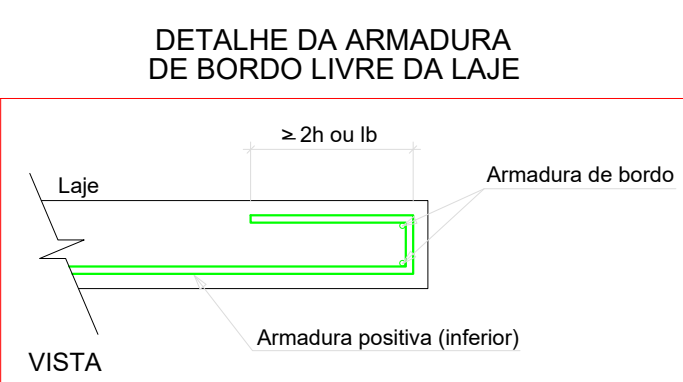 DETALHE DA ARMADURA
DE BORDO LIVRE DA LAJE
≥ 2h ou lb
Laje
Armadura de bordo
Armadura positiva (inferior)
VISTA